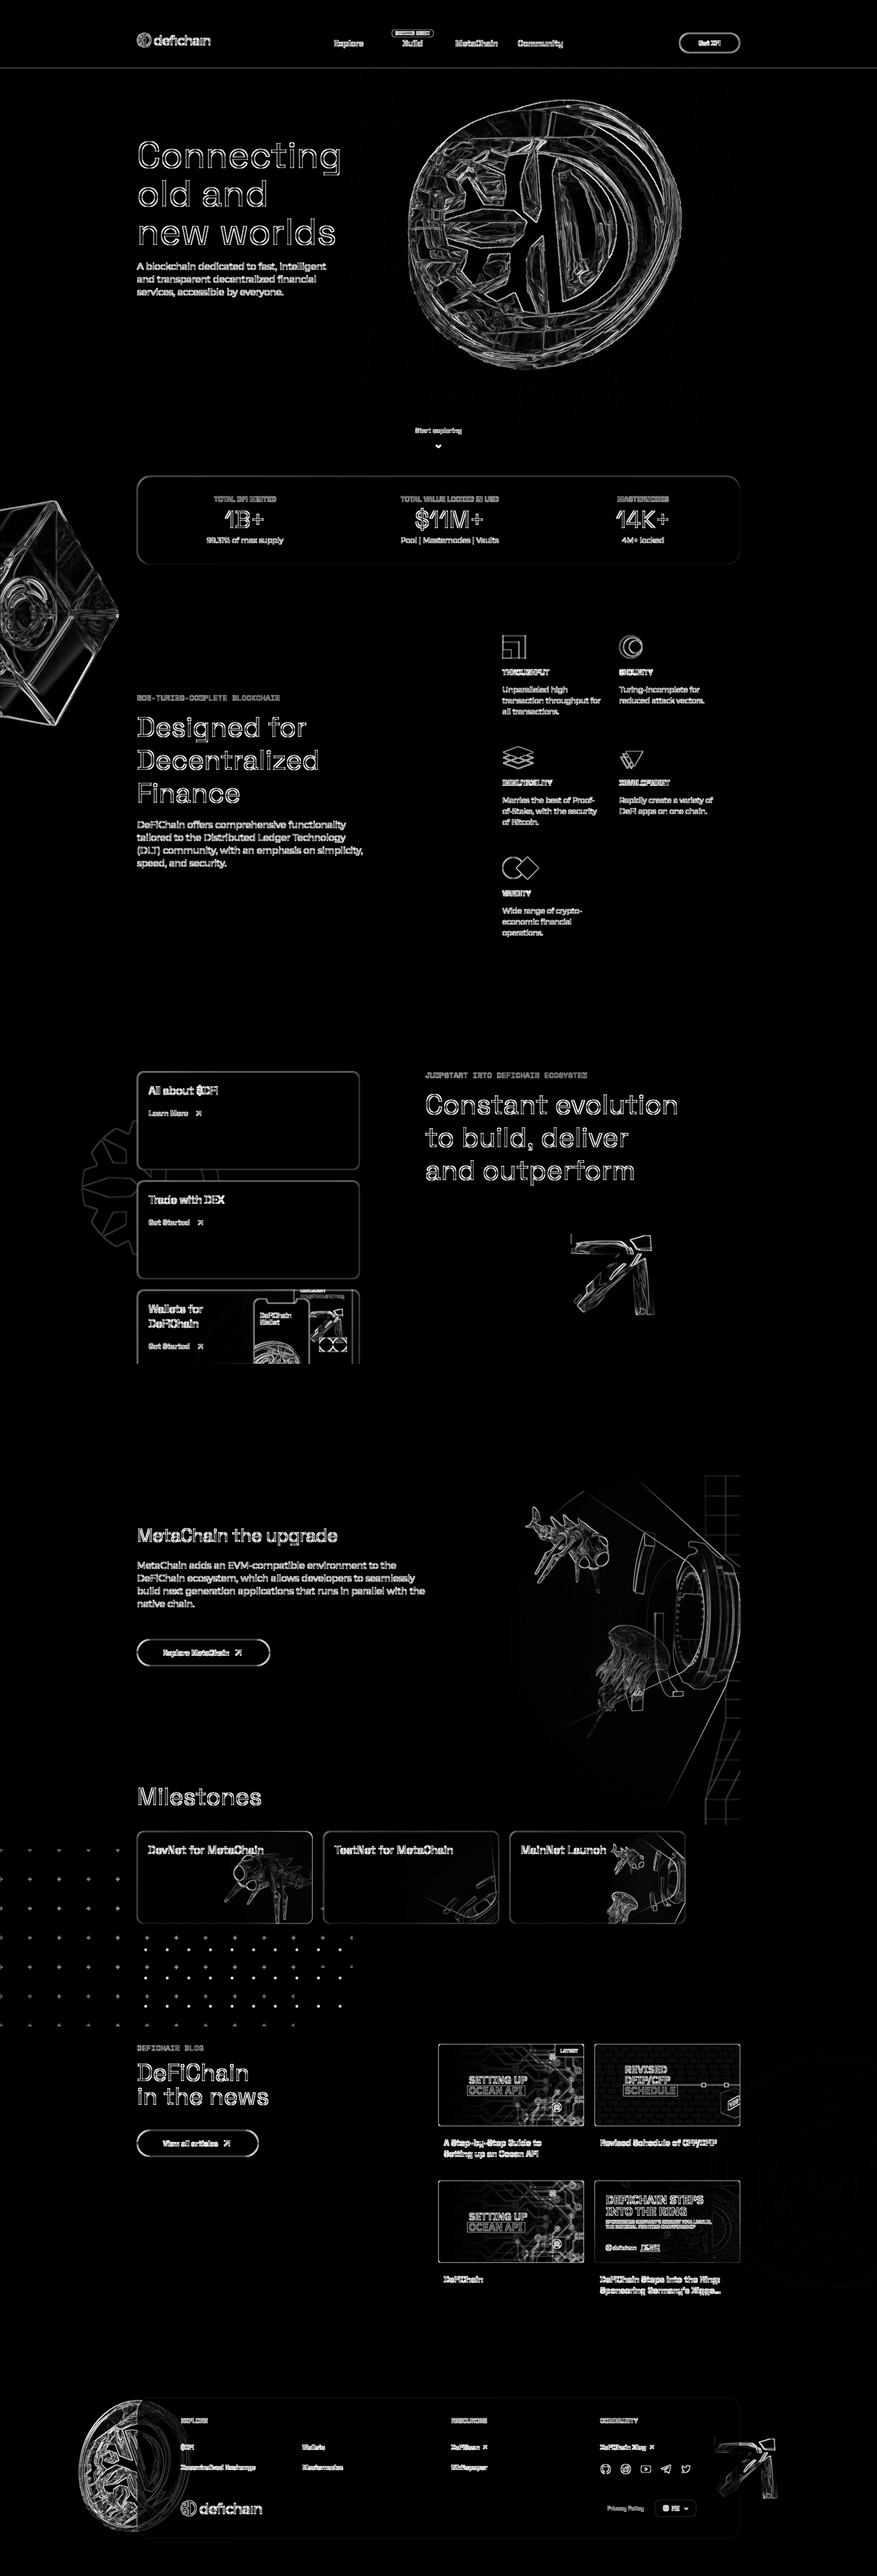 defichain
Explore
Build
MetaChain
Community
Get DFI
Connecting
old and
new worlds
A blockchain dedicated to fast, intelligent
and transparent decentralized financial
services, accessible by everyone.
Start exploring
TOTAL DFI MINTED
1B+
of max supply
TOTAL VALUE LOCKED IN USD
$11M+
Pool | Masternodes | Vaults
MASTERNODES
14K+
4M+ locked
NON-TURING-COMPLETE BLOCKCHAIN
Designed for
Decentralized
Finance
DeFiChain offers comprehensive functionality
tailored to the Distributed Ledger Technology
(DLT) community, with an emphasis on simplicity,
speed, and security.
THROUGHPUT
Unparalleled high
transaction throughput for
all transactions.
SECURITY
Turing-incomplete for
reduced attack vectors.
IMMUTABILITY
Marries the best of Proof-
of-Stake, with the security
of Bitcoin.
DEVELOPMENT
Rapidly create a variety of
DeFi apps on one chain.
VARIETY
Wide range of crypto-
economic financial
operations.
All about $DFI
Learn More
Trade with DEX
Get Started
Wallets for
DeFiChain
Get Started
DeFiChain
Wallet
JUMPSTART INTO DEFICHAIN ECOSYSTEM
Constant evolution
to build, deliver
and outperform
MetaChain the upgrade
MetaChain adds an EVM-compatible environment to the
DeFiChain ecosystem, which allows developers to seamlessly
build next generation applications that runs in parallel with the
native chain.
Explore MetaChain
Milestones
DevNet for MetaChain
TestNet for MetaChain
MainNet Launch
DEFICHAIN BLOG
DeFiChain
in the news
View all articles
LATEST
SETTING UP
OCEAN API
A Step-by-Step Guide to
Setting up an Ocean API
REVISED
DFIP/CFP
SCHEDULE
Revised Schedule of CFP/DFIP
SETTING UP
OCEAN API
DeFiChain
DEFICHAIN STEPS
INTO THE RING
defichain
DeFiChain Steps Into the Ring:
Sponsoring Germany's Bigge...
EXPLORE
$DFI
Decentralized Exchange
Wallets
Masternodes
RESOURCES
DeFiScan
Whitepaper
COMMUNITY
DeFiChain Blog
defichain
Privacy Policy